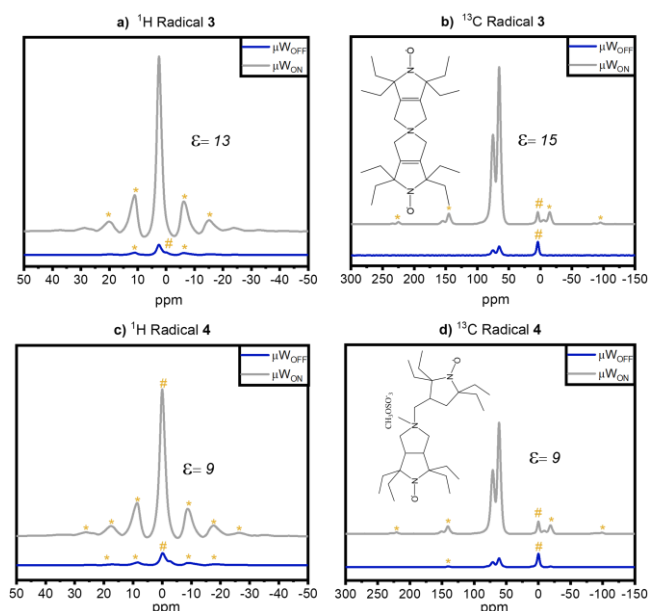 a) ¹H Radical 3
μW_OFF
μW_ON
ε= 13
*
*
*
*
#
*
*
50 40 30 20 10 0 -10 -20 -30 -40 -50
ppm
b) ¹³C Radical 3
μW_OFF
μW_ON
·O
N
N
N
O·
ε= 15
*
*
#
*
*
#
300 250 200 150 100 50 0 -50 -100 -150
ppm
c) ¹H Radical 4
μW_OFF
μW_ON
#
ε= 9
*
*
*
*
*
*
*
*
#
*
*
50 40 30 20 10 0 -10 -20 -30 -40 -50
ppm
d) ¹³C Radical 4
μW_OFF
μW_ON
·O
N
CH₃OSO⁻₃
N
N
O·
ε= 9
*
*
#
*
*
*
#
300 250 200 150 100 50 0 -50 -100 -150
ppm